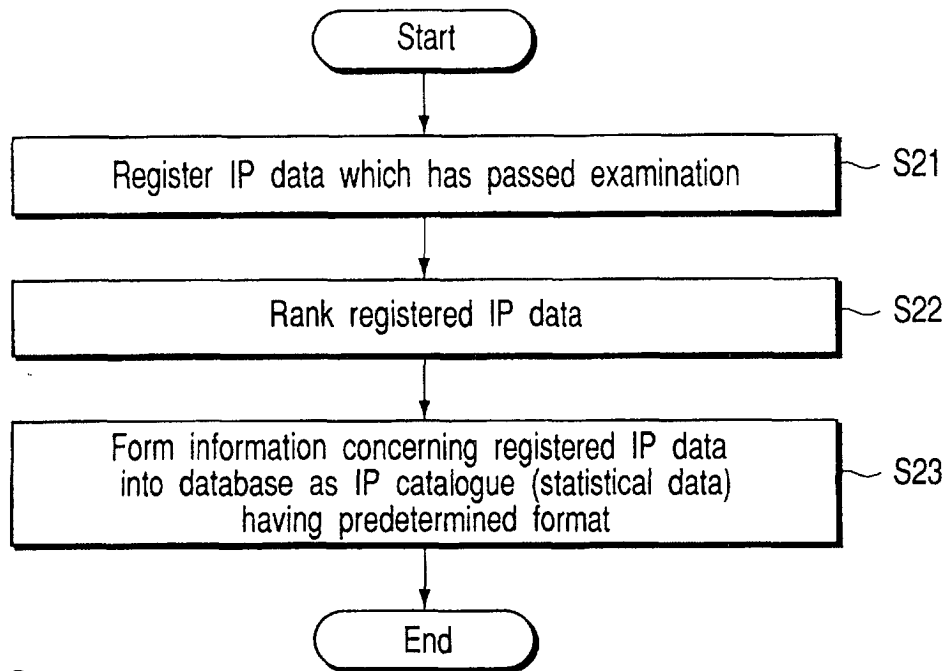 Start
Register IP data which has passed examination
S21
Rank registered IP data
S22
Form information concerning registered IP data
into database as IP catalogue (statistical data)
having predetermined format
S23
End